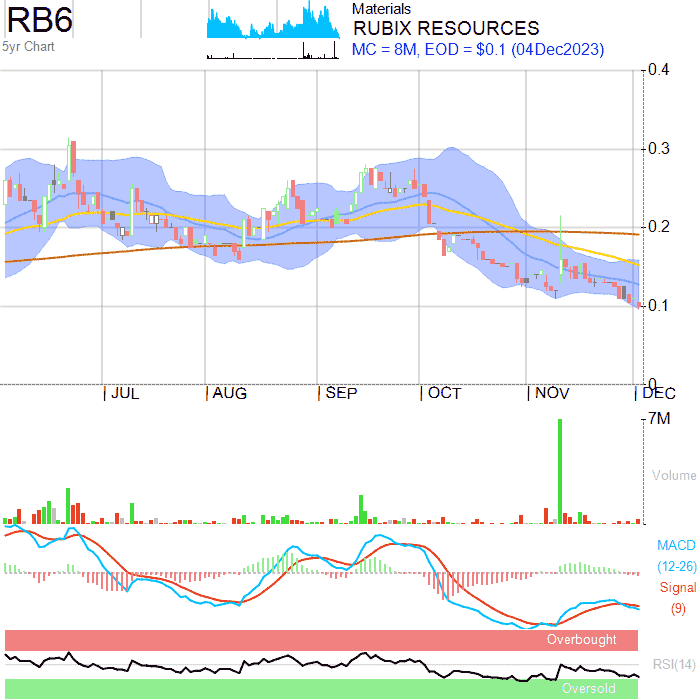 RB6
5yr Chart
Materials
RUBIX RESOURCES
MC = 8M, EOD = $0.1 (04Dec2023)
0.4
0.3
0.2
0.1
0
JUL AUG SEP OCT NOV DEC
7M
Volume
MACD
(12-26)
Signal
(9)
Overbought
RSI(14)
Oversold